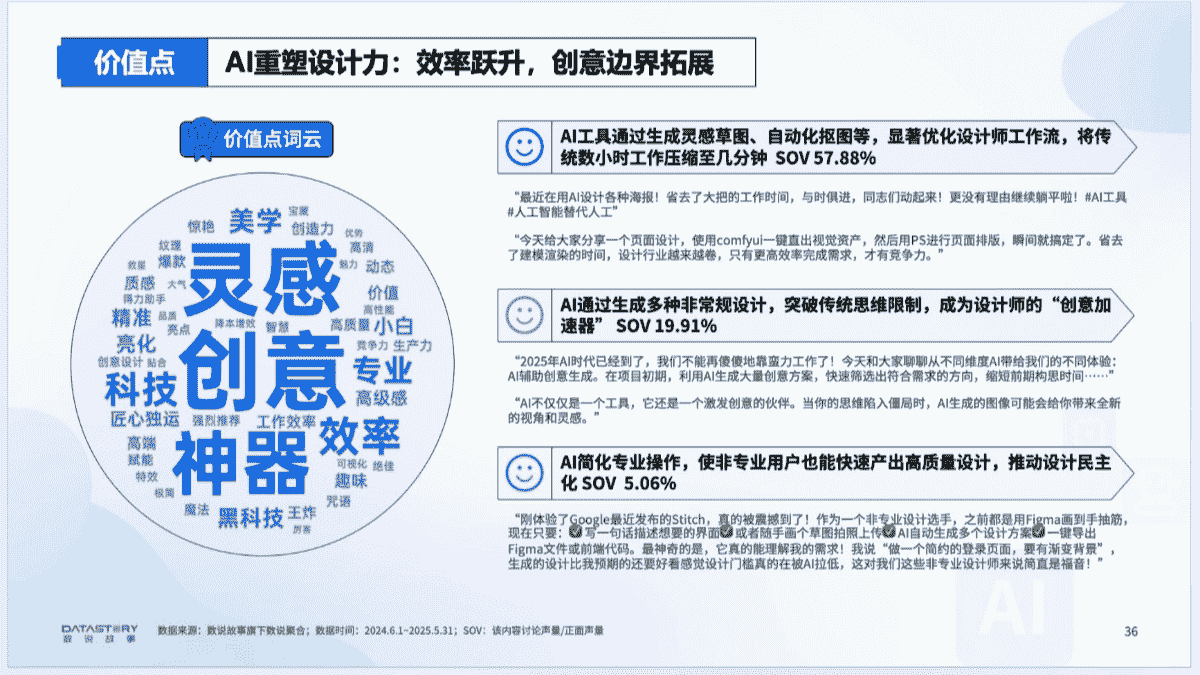 价值点
AI重塑设计力：效率跃升，创意边界拓展
价值点词云
惊艳 美学 宝藏 创造力 优势
纹理 灵感 高清
救星 爆款 魅力 动态
质感 大气 价值
得力助手 高性能
精准 品质 亮点 降本增效 智慧 高质量 小白
亮化 竞争力 生产力
创意设计 贴合 创意 专业
科技 高级感
匠心独运 强烈推荐 工作效率
高端 神器 效率
赋能 可视化 绝佳
特效 趣味
极简 咒语
魔法 黑科技 王炸
厉害
AI工具通过生成灵感草图、自动化抠图等，显著优化设计师工作流，将传
统数小时工作压缩至几分钟 SOV 57.88%
“最近在用AI设计各种海报！省去了大把的工作时间，与时俱进，同志们动起来！更没有理由继续躺平啦！#AI工具
#人工智能替代人工”
“今天给大家分享一个页面设计，使用comfyui一键直出视觉资产，然后用PS进行页面排版，瞬间就搞定了。省去
了建模渲染的时间，设计行业越来越卷，只有更高效率完成需求，才有竞争力。”
AI通过生成多种非常规设计，突破传统思维限制，成为设计师的“创意加
速器” SOV 19.91%
“2025年AI时代已经到了，我们不能再傻傻地靠蛮力工作了！今天和大家聊聊从不同维度AI带给我们的不同体验：
AI辅助创意生成。在项目初期，利用AI生成大量创意方案，快速筛选出符合需求的方向，缩短前期构思时间……”
“AI不仅仅是一个工具，它还是一个激发创意的伙伴。当你的思维陷入僵局时，AI生成的图像可能会给你带来全新
的视角和灵感。”
AI简化专业操作，使非专业用户也能快速产出高质量设计，推动设计民主
化 SOV 5.06%
“刚体验了Google最近发布的Stitch，真的被震撼到了！作为一个非专业设计选手，之前都是用Figma画到手抽筋，
现在只要：✅写一句话描述想要的界面✅或者随手画个草图拍照上传✅AI自动生成多个设计方案✅一键导出
Figma文件或前端代码。最神奇的是，它真的能理解我的需求！我说“做一个简约的登录页面，要有渐变背景”，
生成的设计比我预期的还要好看感觉设计门槛真的在被AI拉低，这对我们这些非专业设计师来说简直是福音！”
AI
DATASTORY
数说故事
数据来源：数说故事旗下数说聚合；数据时间：2024.6.1~2025.5.31；SOV：该内容讨论声量/正面声量
36